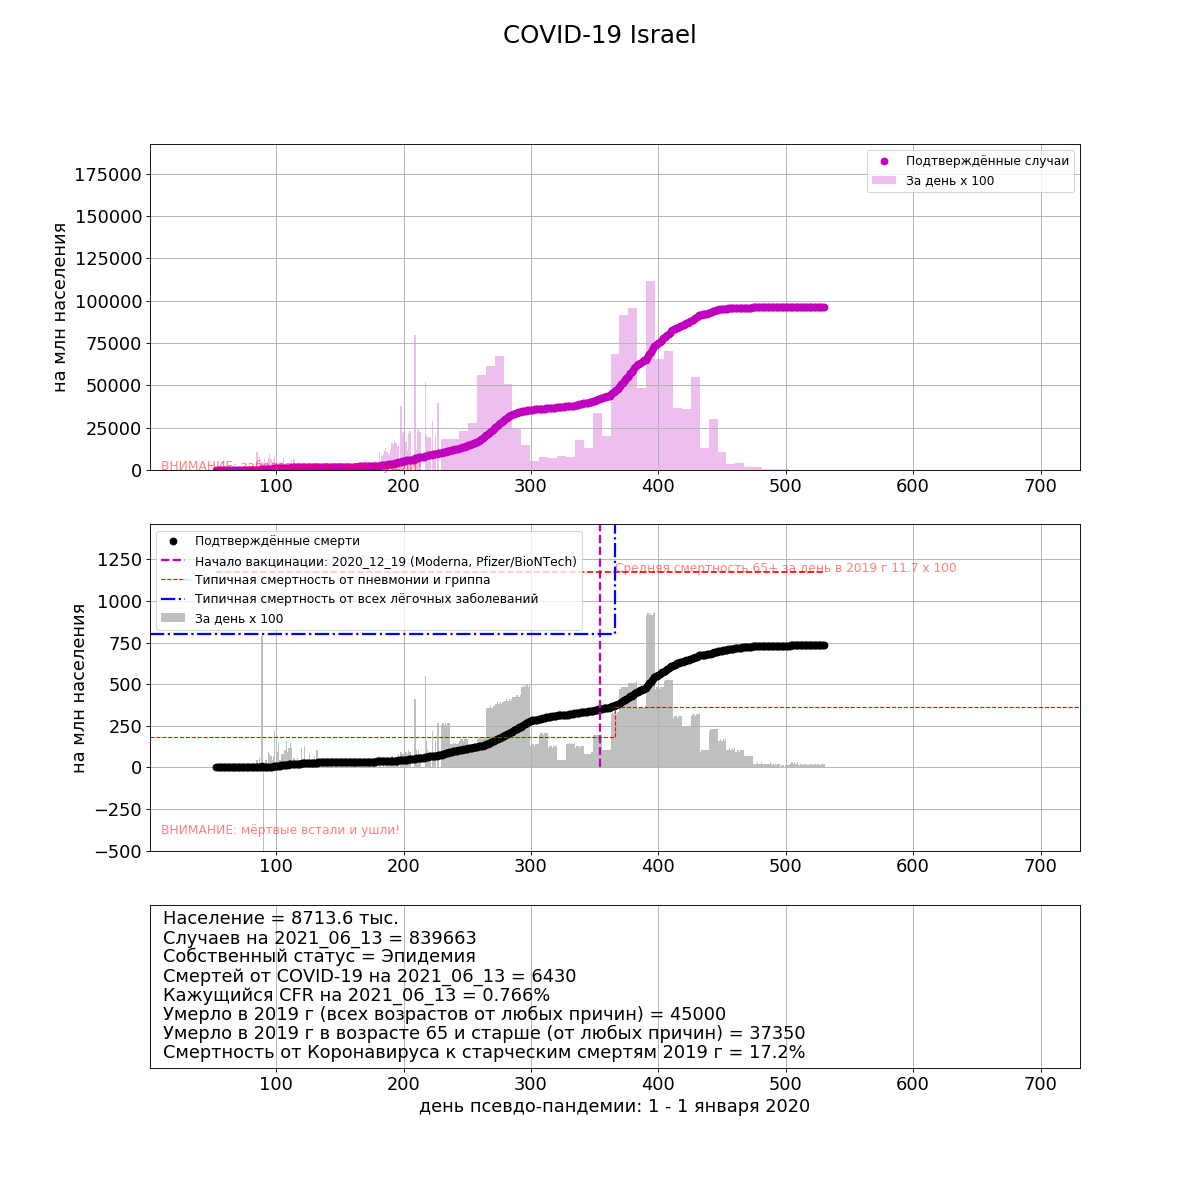 COVID-19 Israel
на млн населения
175000
150000
125000
100000
75000
50000
25000
0
Подтверждённые случаи
За день x 100
100 200 300 400 500 600 700
на млн населения
1250
1000
750
500
250
0
−250
−500
Подтверждённые смерти
Начало вакцинации: 2020_12_19 (Moderna, Pfizer/BioNTech)
Типичная смертность от пневмонии и гриппа
Типичная смертность от всех лёгочных заболеваний
За день x 100
Средняя смертность 65+ за день в 2019 г 11.7 x 100
ВНИМАНИЕ: мёртвые встали и ушли!
100 200 300 400 500 600 700
Население = 8713.6 тыс.
Случаев на 2021_06_13 = 839663
Собственный статус = Эпидемия
Смертей от COVID-19 на 2021_06_13 = 6430
Кажущийся CFR на 2021_06_13 = 0.766%
Умерло в 2019 г (всех возрастов от любых причин) = 45000
Умерло в 2019 г в возрасте 65 и старше (от любых причин) = 37350
Смертность от Коронавируса к старческим смертям 2019 г = 17.2%
100 200 300 400 500 600 700
день псевдо-пандемии: 1 - 1 января 2020